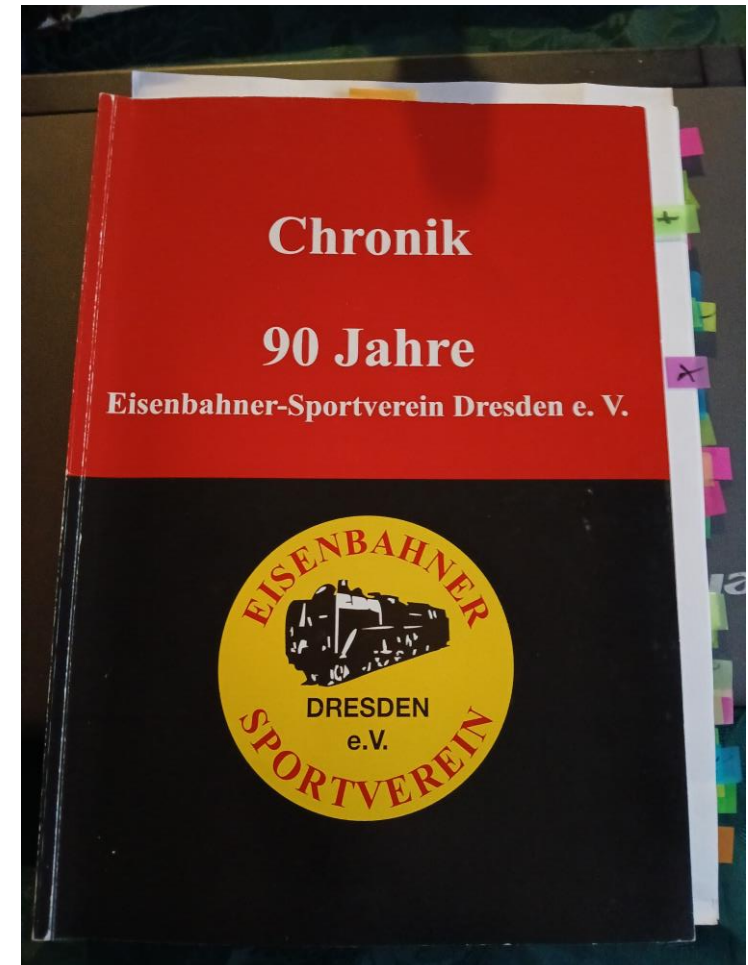 Chronik
90 Jahre
Eisenbahner-Sportverein Dresden e. V.
EISENBAHNER
DRESDEN
e.V.
SPORTVEREIN